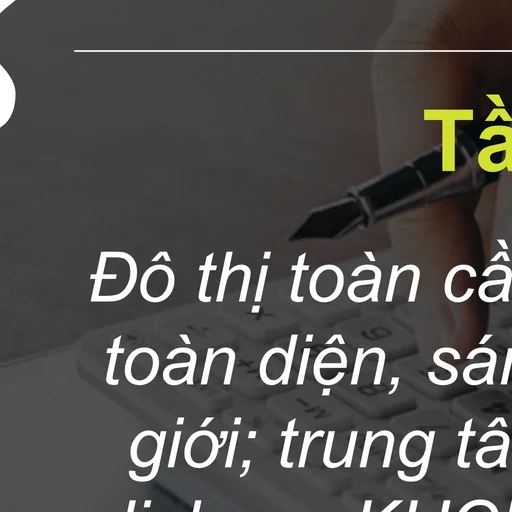 Tầ
Đô thị toàn cầ
toàn diện, sán
giới; trung tâ